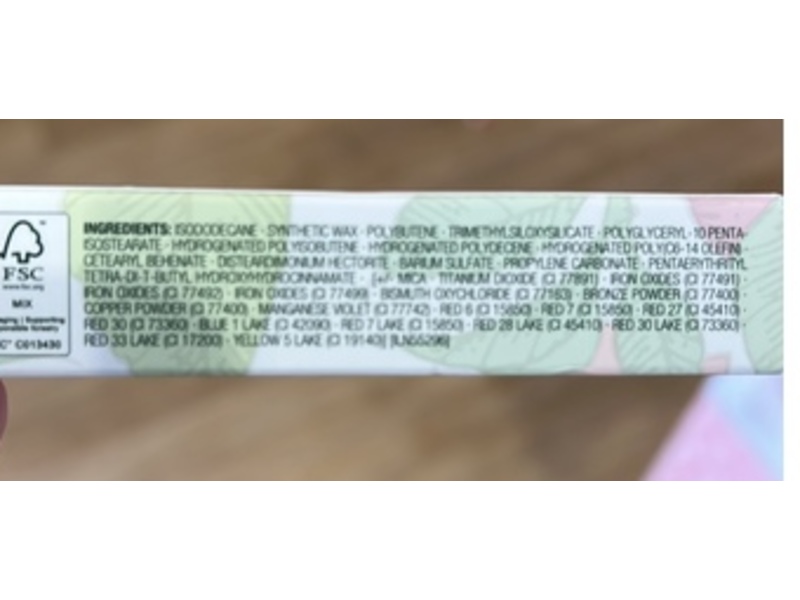 FSC
www.fsc.org
MIX
C013430
INGREDIENTS: ISODODECANE · SYNTHETIC WAX · POLYBUTENE · TRIMETHYLSILOXYSILICATE · POLYGLYCERYL-10 PENTA-
ISOSTEARATE · HYDROGENATED POLYISOBUTENE · HYDROGENATED POLYDECENE · HYDROGENATED POLY(C6-14 OLEFIN) ·
CETEARYL BEHENATE · DISTEARDIMONIUM HECTORITE · BARIUM SULFATE · PROPYLENE CARBONATE · PENTAERYTHRITYL
TETRA-DI-T-BUTYL HYDROXYHYDROCINNAMATE · [+/- MICA · TITANIUM DIOXIDE (CI 77891) · IRON OXIDES (CI 77491) ·
IRON OXIDES (CI 77492) · IRON OXIDES (CI 77499) · BISMUTH OXYCHLORIDE (CI 77163) · BRONZE POWDER (CI 77400) ·
COPPER POWDER (CI 77400) · MANGANESE VIOLET (CI 77742) · RED 6 (CI 15850) · RED 7 (CI 15850) · RED 27 (CI 45410) ·
RED 30 (CI 73360) · BLUE 1 LAKE (CI 42090) · RED 7 LAKE (CI 15850) · RED 28 LAKE (CI 45410) · RED 30 LAKE (CI 73360) ·
RED 33 LAKE (CI 17200) · YELLOW 5 LAKE (CI 19140)] [ILN55296]